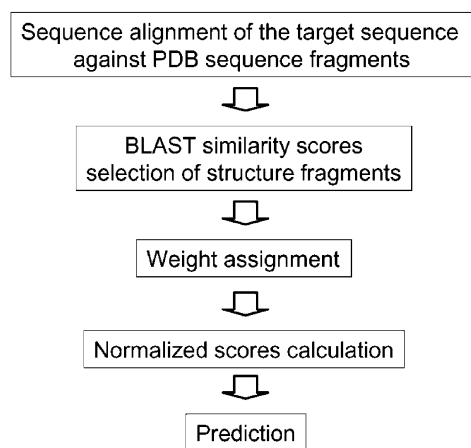 Sequence alignment of the target sequence
against PDB sequence fragments
BLAST similarity scores
selection of structure fragments
Weight assignment
Normalized scores calculation
Prediction